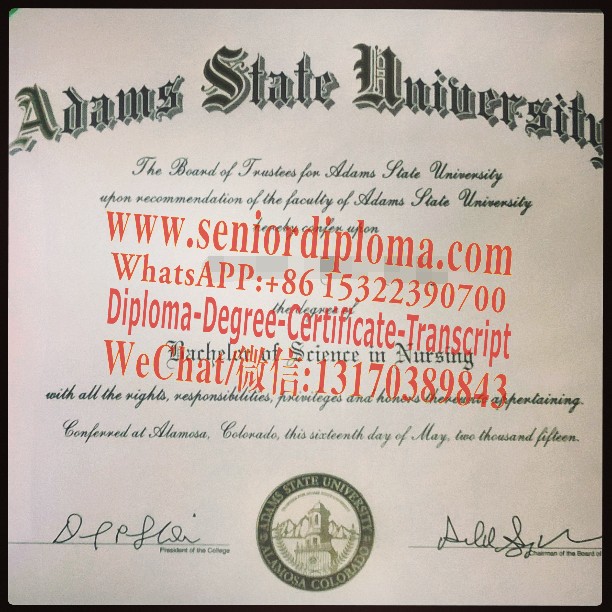 Adams State University
The Board of Trustees for Adams State University
upon recommendation of the faculty of Adams State University
hereby confer upon
www.seniordiploma.com
WhatsAPP:+86 15322390700
the degree of
Diploma-Degree-Certificate-Transcript
Bachelor of Science in Nursing
WeChat/微信:13170389843
with all the rights, responsibilities, privileges and honors thereunto appertaining.
Conferred at Alamosa, Colorado, this sixteenth day of May, two thousand fifteen.
ADAMS STATE UNIVERSITY
ALAMOSA COLORADO
President of the College
Chairman of the Board of